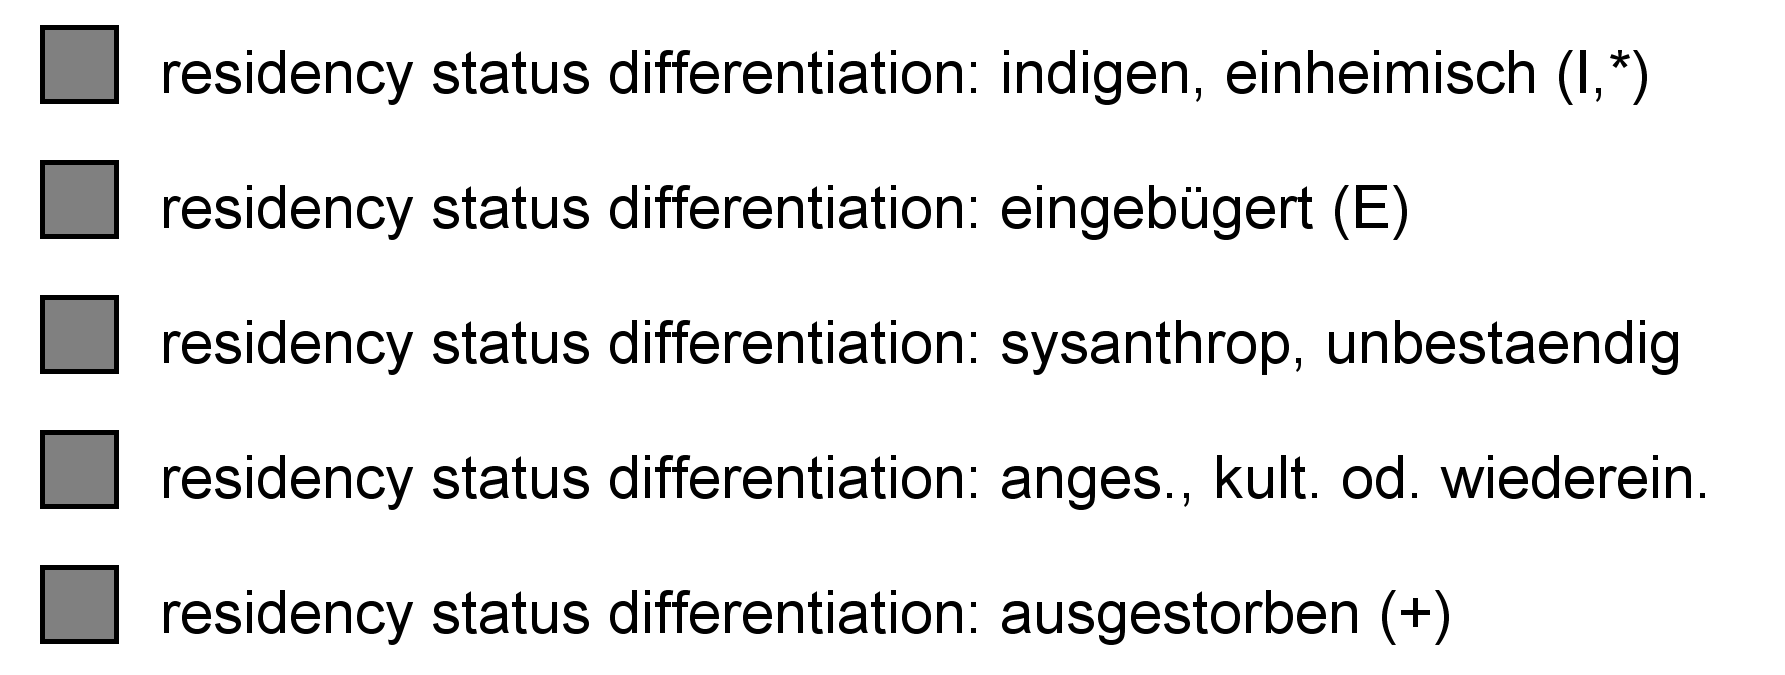 residency status differentiation: indigen, einheimisch (I,*)
residency status differentiation: eingebügert (E)
residency status differentiation: sysanthrop, unbestaendig
residency status differentiation: anges., kult. od. wiederein.
residency status differentiation: ausgestorben (+)